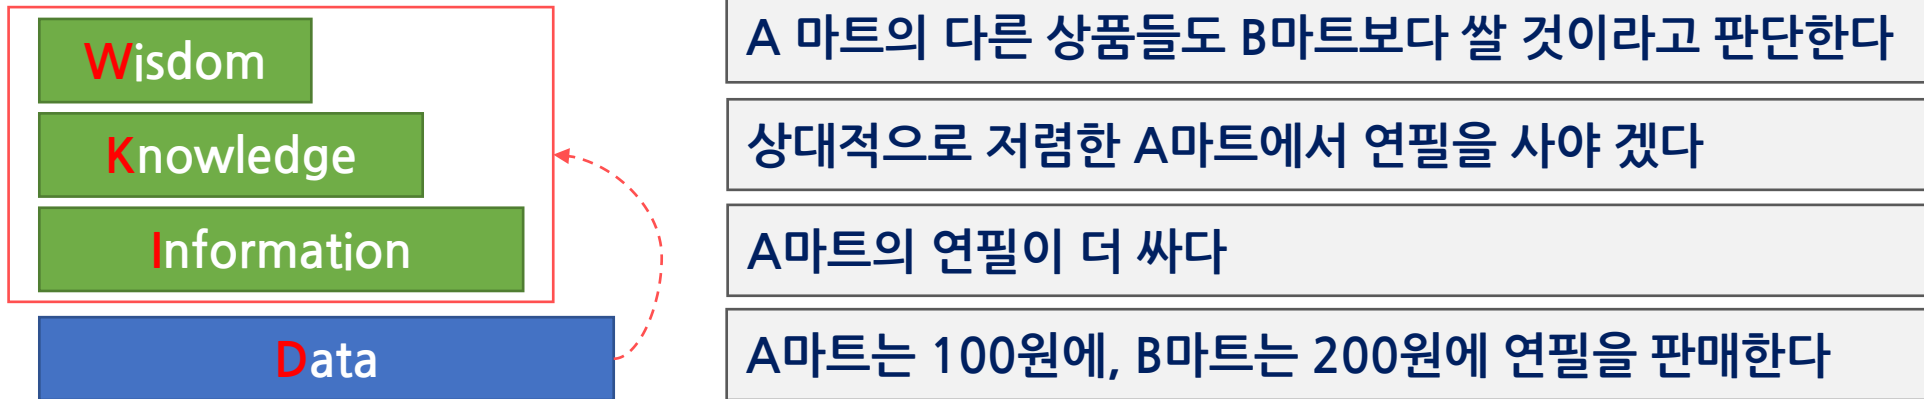 Wisdom
A 마트의 다른 상품들도 B마트보다 쌀 것이라고 판단한다
Knowledge
상대적으로 저렴한 A마트에서 연필을 사야 겠다
Information
A마트의 연필이 더 싸다
Data
A마트는 100원에, B마트는 200원에 연필을 판매한다